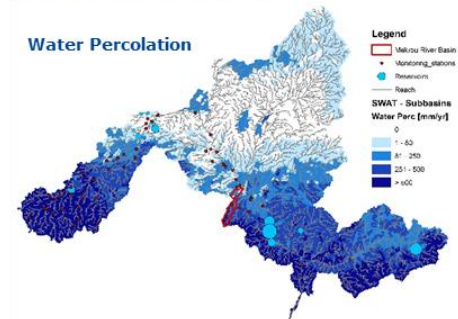 Water Percolation
Legend
Mekrou River Basin
Monitoring_stations
Reservoirs
Reach
SWAT - Subbasins
Water Perc [mm/yr]
0
1 - 80
81 - 250
251 - 500
> 500